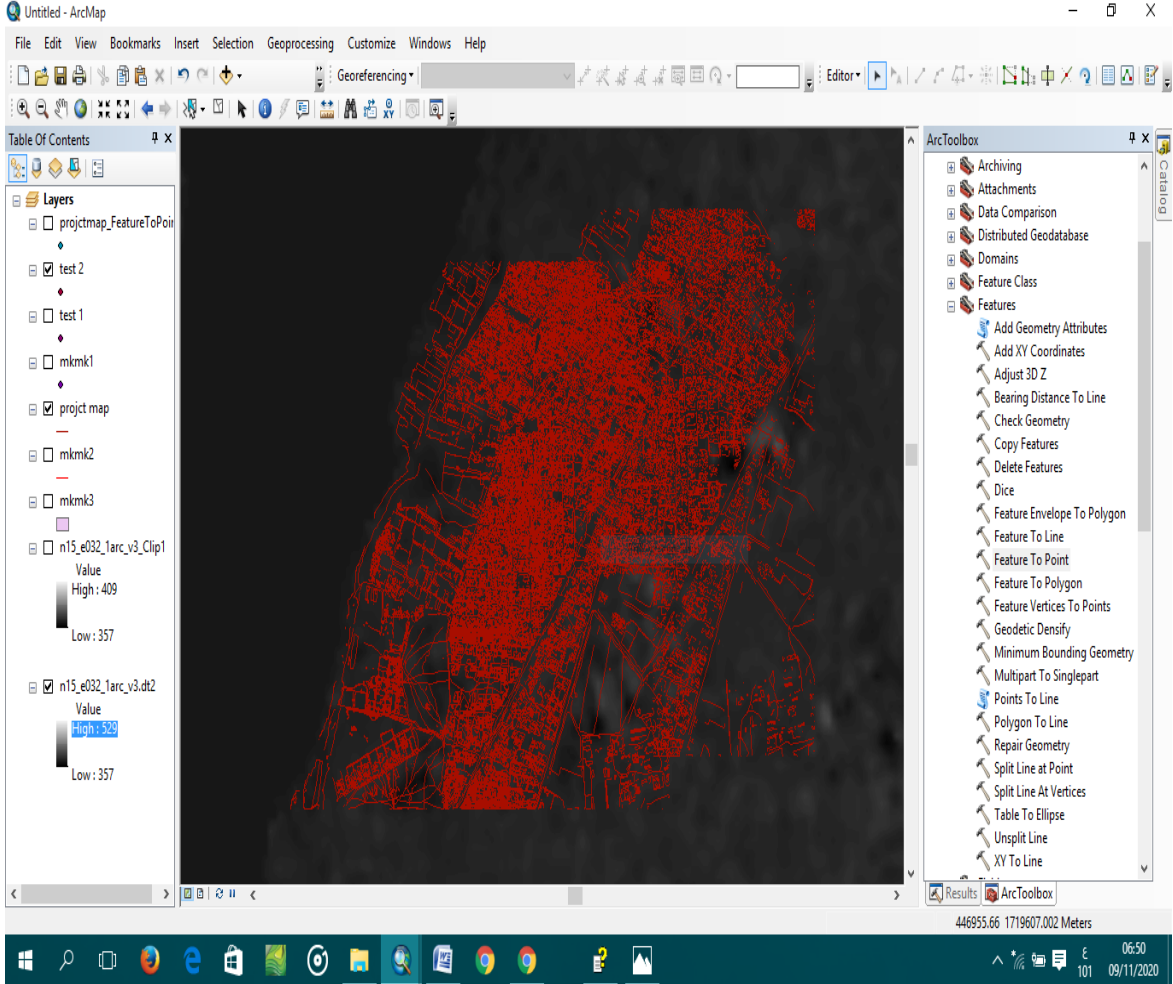 Untitled - ArcMap
File Edit View Bookmarks Insert Selection Geoprocessing Customize Windows Help
Georeferencing
Editor
XY
Table Of Contents
Layers
projctmap_FeatureToPoin
test 2
test 1
mkmk1
projct map
mkmk2
mkmk3
n15_e032_1arc_v3_Clip1
Value
High : 409
Low : 357
n15_e032_1arc_v3.dt2
Value
High : 529
Low : 357
ArcToolbox
Archiving
Attachments
Data Comparison
Distributed Geodatabase
Domains
Feature Class
Features
Add Geometry Attributes
Add XY Coordinates
Adjust 3D Z
Bearing Distance To Line
Check Geometry
Copy Features
Delete Features
Dice
Feature Envelope To Polygon
Feature To Line
Feature To Point
Feature To Polygon
Feature Vertices To Points
Geodetic Densify
Minimum Bounding Geometry
Multipart To Singlepart
Points To Line
Polygon To Line
Repair Geometry
Split Line at Point
Split Line At Vertices
Table To Ellipse
Unsplit Line
XY To Line
Results ArcToolbox
Catalog
446955.66 1719607.002 Meters
ع
101
06:50
09/11/2020